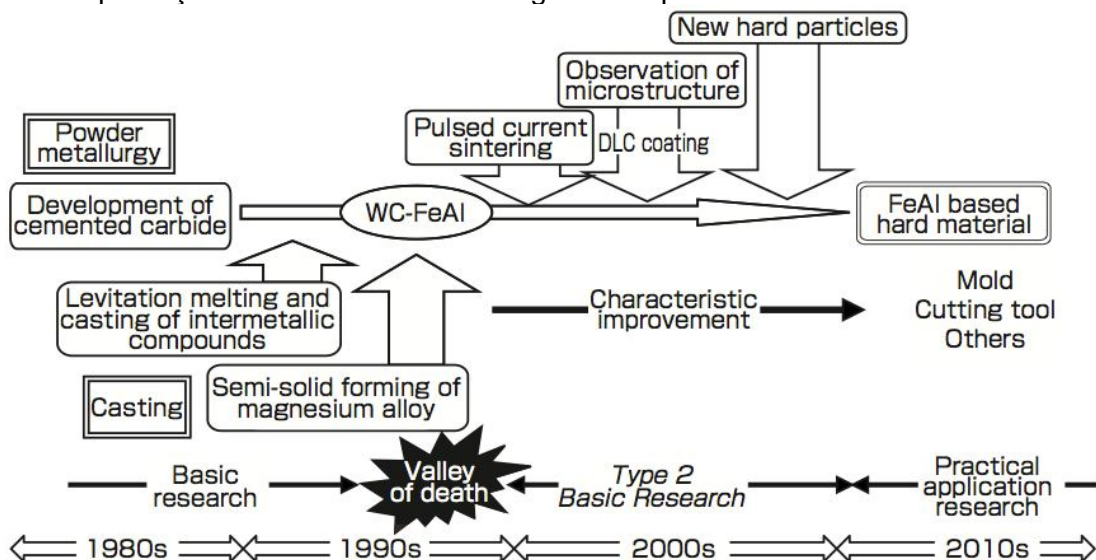 New hard particles
Observation of
microstructure
Pulsed current
sintering
DLC coating
Powder
metallurgy
Development of
cemented carbide
WC-FeAl
FeAl based
hard material
Levitation melting and
casting of intermetallic
compounds
Characteristic
improvement
Mold
Cutting tool
Others
Casting
Semi-solid forming of
magnesium alloy
Basic
research
Valley
of death
Type 2
Basic Research
Practical
application
research
1980s
1990s
2000s
2010s